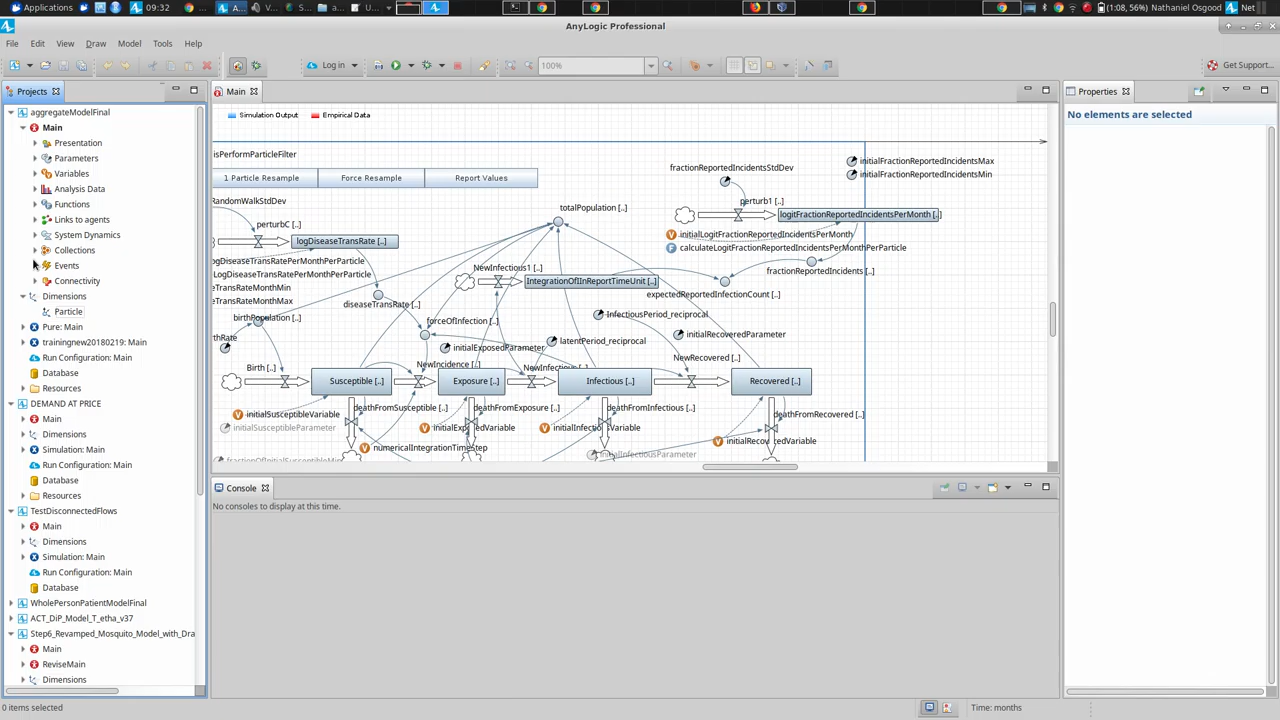 Applications
09:32
A...
V...
S...
f...
U...
(1:08, 56%)
Nathaniel Osgood
Net
AnyLogic Professional
File Edit View Draw Model Tools Help
Log in
100%
Get Support...
Projects
Main
Properties
No elements are selected
aggregateModelFinal
Main
Presentation
Parameters
Variables
Analysis Data
Functions
Links to agents
System Dynamics
Collections
Events
Connectivity
Dimensions
Particle
Pure: Main
trainingnew20180219: Main
Run Configuration: Main
Database
Resources
DEMAND AT PRICE
Main
Dimensions
Simulation: Main
Run Configuration: Main
Database
Resources
TestDisconnectedFlows
Main
Dimensions
Simulation: Main
Run Configuration: Main
Database
WholePersonPatientModelFinal
ACT_DiP_Model_T_etha_v37
Step6_Revamped_Mosquito_Model_with_Dra
Main
ReviseMain
Dimensions
Simulation Output
Empirical Data
isPerformParticleFilter
1 Particle Resample
Force Resample
Report Values
RandomWalkStdDev
perturbC [..]
logDiseaseTransRate [..]
ogDiseaseTransRatePerMonthPerParticle
LogDiseaseTransRatePerMonthPerParticle
eTransRateMonthMin
eTransRateMonthMax
birthPopulation [..]
thRate
diseaseTransRate [..]
totalPopulation [..]
fractionReportedIncidentsStdDev
initialFractionReportedIncidentsMax
initialFractionReportedIncidentsMin
perturb1 [..]
logitFractionReportedIncidentsPerMonth [..]
initialLogitFractionReportedIncidentsPerMonth
calculateLogitFractionReportedIncidentsPerMonthPerParticle
fractionReportedIncidents [..]
NewInfectious1 [..]
IntegrationOfIInReportTimeUnit [..]
expectedReportedInfectionCount [..]
forceOfInfection [..]
InfectiousPeriod_reciprocal
initialExposedParameter
latentPeriod_reciprocal
initialRecoveredParameter
NewRecovered [..]
Birth [..]
NewIncidence [..]
Susceptible [..]
Exposure [..]
Infectious [..]
Recovered [..]
deathFromSusceptible [..]
deathFromExposure [..]
deathFromInfectious [..]
deathFromRecovered [..]
initialSusceptibleVariable
initialSusceptibleParameter
numericalIntegrationTimestep
initialRecoveredVariable
initialInfectiousParameter
Console
No consoles to display at this time.
0 items selected
Time: months